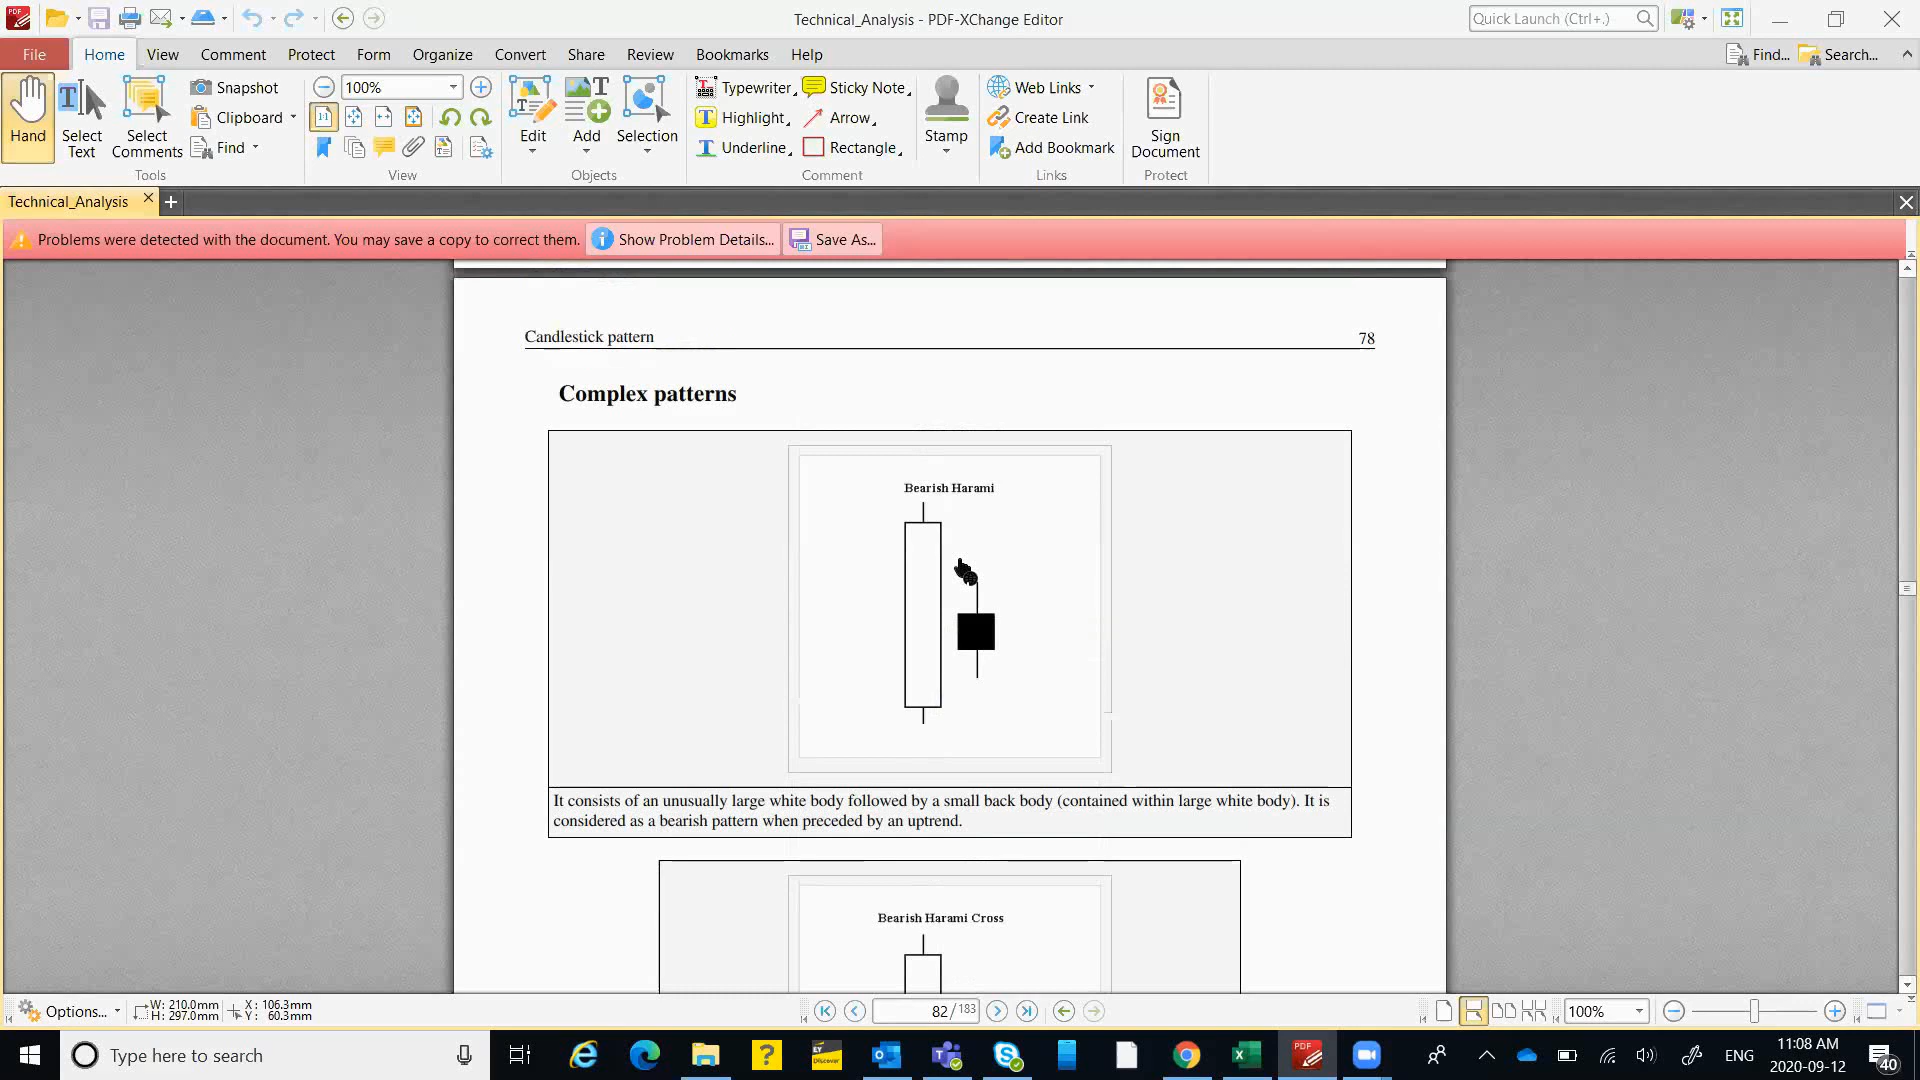 Technical_Analysis - PDF-XChange Editor
Quick Launch (Ctrl+.)
File Home View Comment Protect Form Organize Convert Share Review Bookmarks Help
Find... Search...
Hand
Select Text
Select Comments
Snapshot
Clipboard
Find
Tools
100%
View
Edit
Add
Selection
Objects
Typewriter
Highlight
Underline
Sticky Note
Arrow
Rectangle
Stamp
Comment
Web Links
Create Link
Add Bookmark
Links
Sign Document
Protect
Technical_Analysis
Problems were detected with the document. You may save a copy to correct them. Show Problem Details... Save As...
Candlestick pattern 78
Complex patterns
Bearish Harami
It consists of an unusually large white body followed by a small back body (contained within large white body). It is
considered as a bearish pattern when preceded by an uptrend.
Bearish Harami Cross
Options...
W: 210.0mm
H: 297.0mm
X: 106.3mm
Y: 60.3mm
82 / 183
100%
Type here to search
ENG
11:08 AM
2020-09-12
40